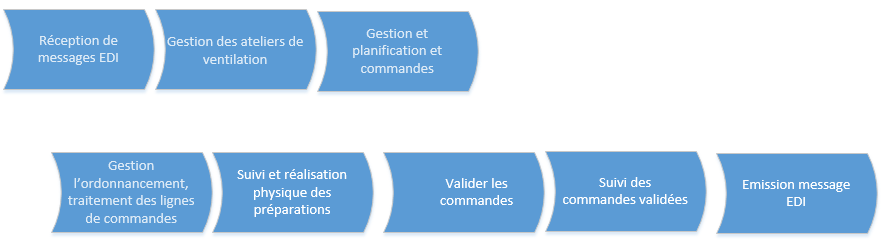 Réception de
messages EDI
Gestion des ateliers de
ventilation
Gestion et
planification et
commandes
Gestion
l’ordonnancement,
traitement des lignes
de commandes
Suivi et réalisation
physique des
préparations
Valider les
commandes
Suivi des
commandes validées
Emission message
EDI